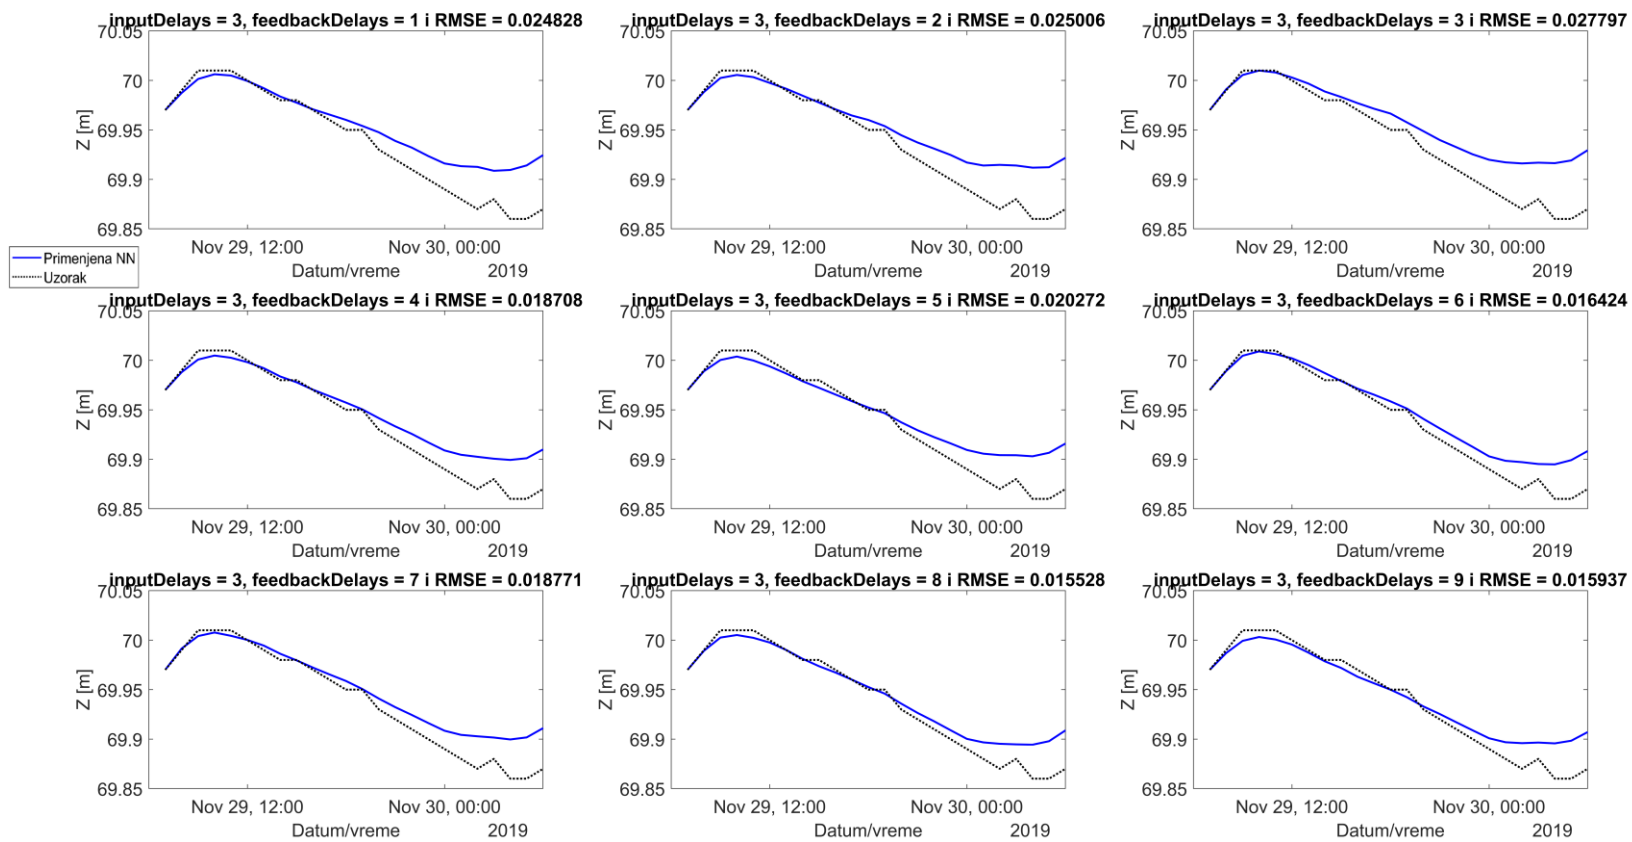 inputDelays = 3, feedbackDelays = 1 i RMSE = 0.024828
70.05
70
69.95
69.9
69.85
Z [m]
Nov 29, 12:00
Nov 30, 00:00
Datum/vreme
2019
inputDelays = 3, feedbackDelays = 2 i RMSE = 0.025006
70.05
70
69.95
69.9
69.85
Z [m]
Nov 29, 12:00
Nov 30, 00:00
Datum/vreme
2019
inputDelays = 3, feedbackDelays = 3 i RMSE = 0.027797
70.05
70
69.95
69.9
69.85
Z [m]
Nov 29, 12:00
Nov 30, 00:00
Datum/vreme
2019
Primenjena NN
Uzorak
inputDelays = 3, feedbackDelays = 4 i RMSE = 0.018708
70.05
70
69.95
69.9
69.85
Z [m]
Nov 29, 12:00
Nov 30, 00:00
Datum/vreme
2019
inputDelays = 3, feedbackDelays = 5 i RMSE = 0.020272
70.05
70
69.95
69.9
69.85
Z [m]
Nov 29, 12:00
Nov 30, 00:00
Datum/vreme
2019
inputDelays = 3, feedbackDelays = 6 i RMSE = 0.016424
70.05
70
69.95
69.9
69.85
Z [m]
Nov 29, 12:00
Nov 30, 00:00
Datum/vreme
2019
inputDelays = 3, feedbackDelays = 7 i RMSE = 0.018771
70.05
70
69.95
69.9
69.85
Z [m]
Nov 29, 12:00
Nov 30, 00:00
Datum/vreme
2019
inputDelays = 3, feedbackDelays = 8 i RMSE = 0.015528
70.05
70
69.95
69.9
69.85
Z [m]
Nov 29, 12:00
Nov 30, 00:00
Datum/vreme
2019
inputDelays = 3, feedbackDelays = 9 i RMSE = 0.015937
70.05
70
69.95
69.9
69.85
Z [m]
Nov 29, 12:00
Nov 30, 00:00
Datum/vreme
2019